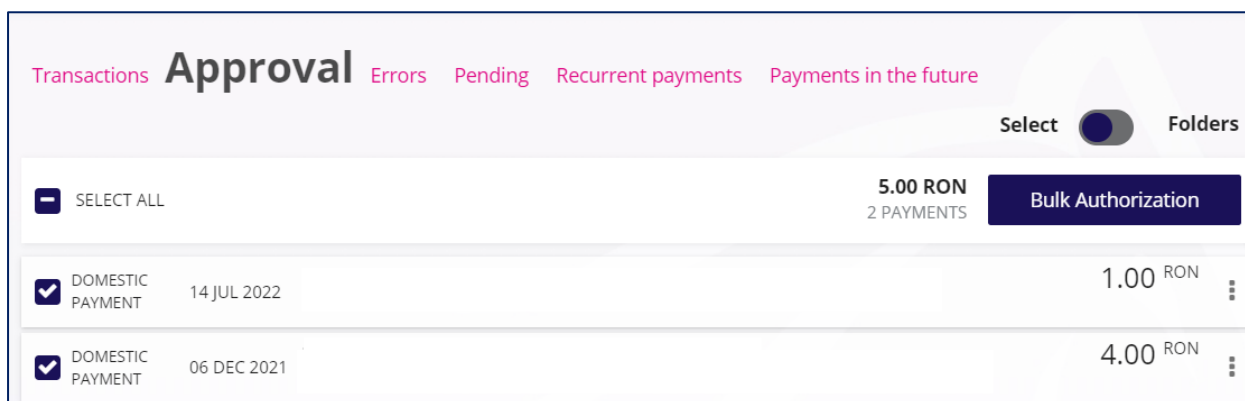 Transactions Approval Errors Pending Recurrent payments Payments in the future
Select Folders
SELECT ALL 5.00 RON Bulk Authorization
2 PAYMENTS
DOMESTIC PAYMENT 14 JUL 2022 1.00 RON
DOMESTIC PAYMENT 06 DEC 2021 4.00 RON